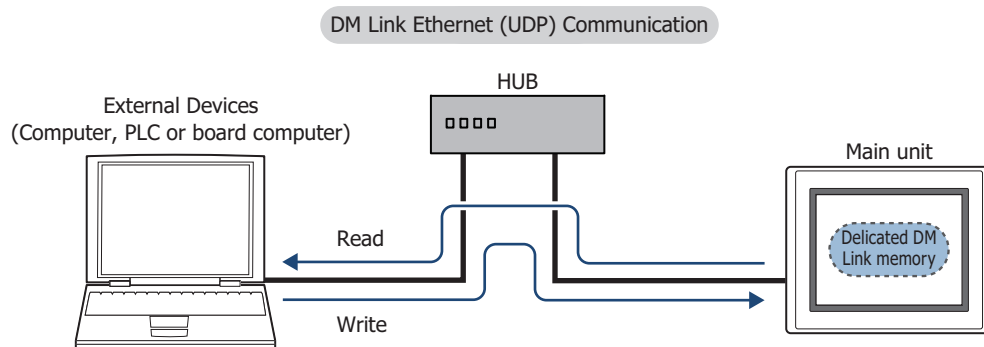 DM Link Ethernet (UDP) Communication
HUB
External Devices
(Computer, PLC or board computer)
Main unit
Read
Delicated DM
Link memory
Write